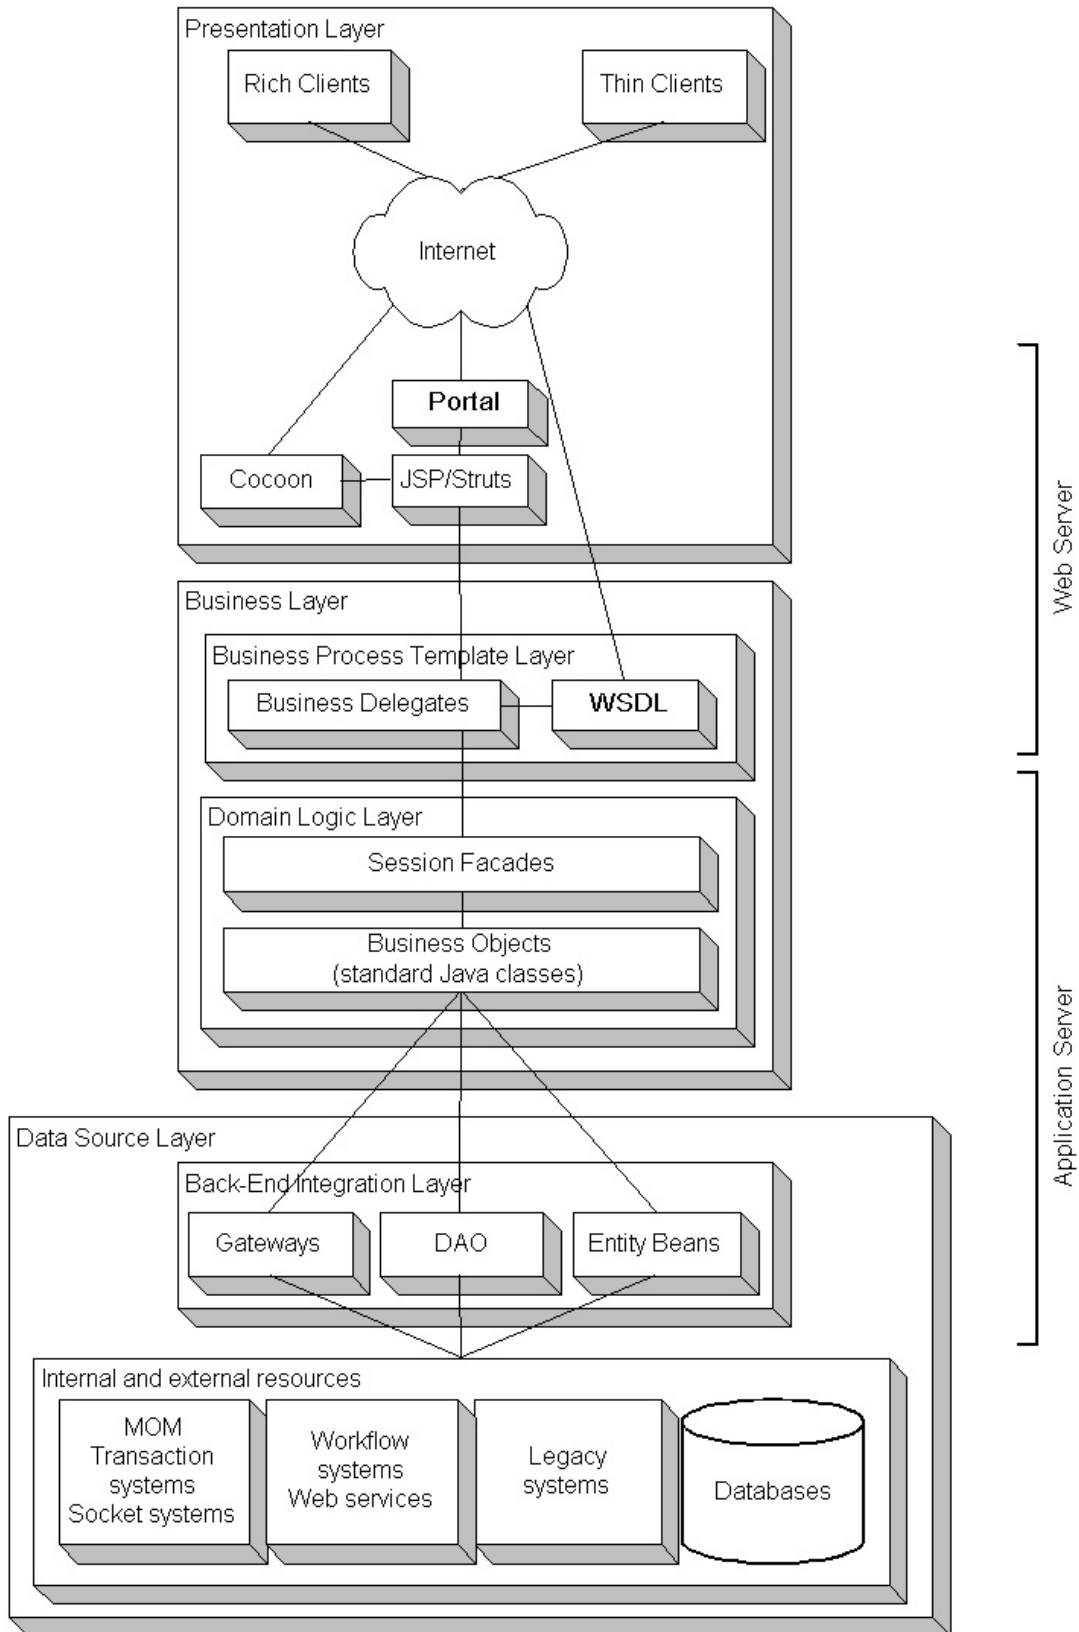 Presentation Layer
Rich Clients
Thin Clients
Internet
Portal
Cocoon
JSP/Struts
Web Server
Business Layer
Business Process Template Layer
Business Delegates
WSDL
Domain Logic Layer
Session Facades
Business Objects
(standard Java classes)
Application Server
Data Source Layer
Back-End Integration Layer
Gateways
DAO
Entity Beans
Internal and external resources
MOM
Transaction
systems
Socket systems
Workflow
systems
Web services
Legacy
systems
Databases